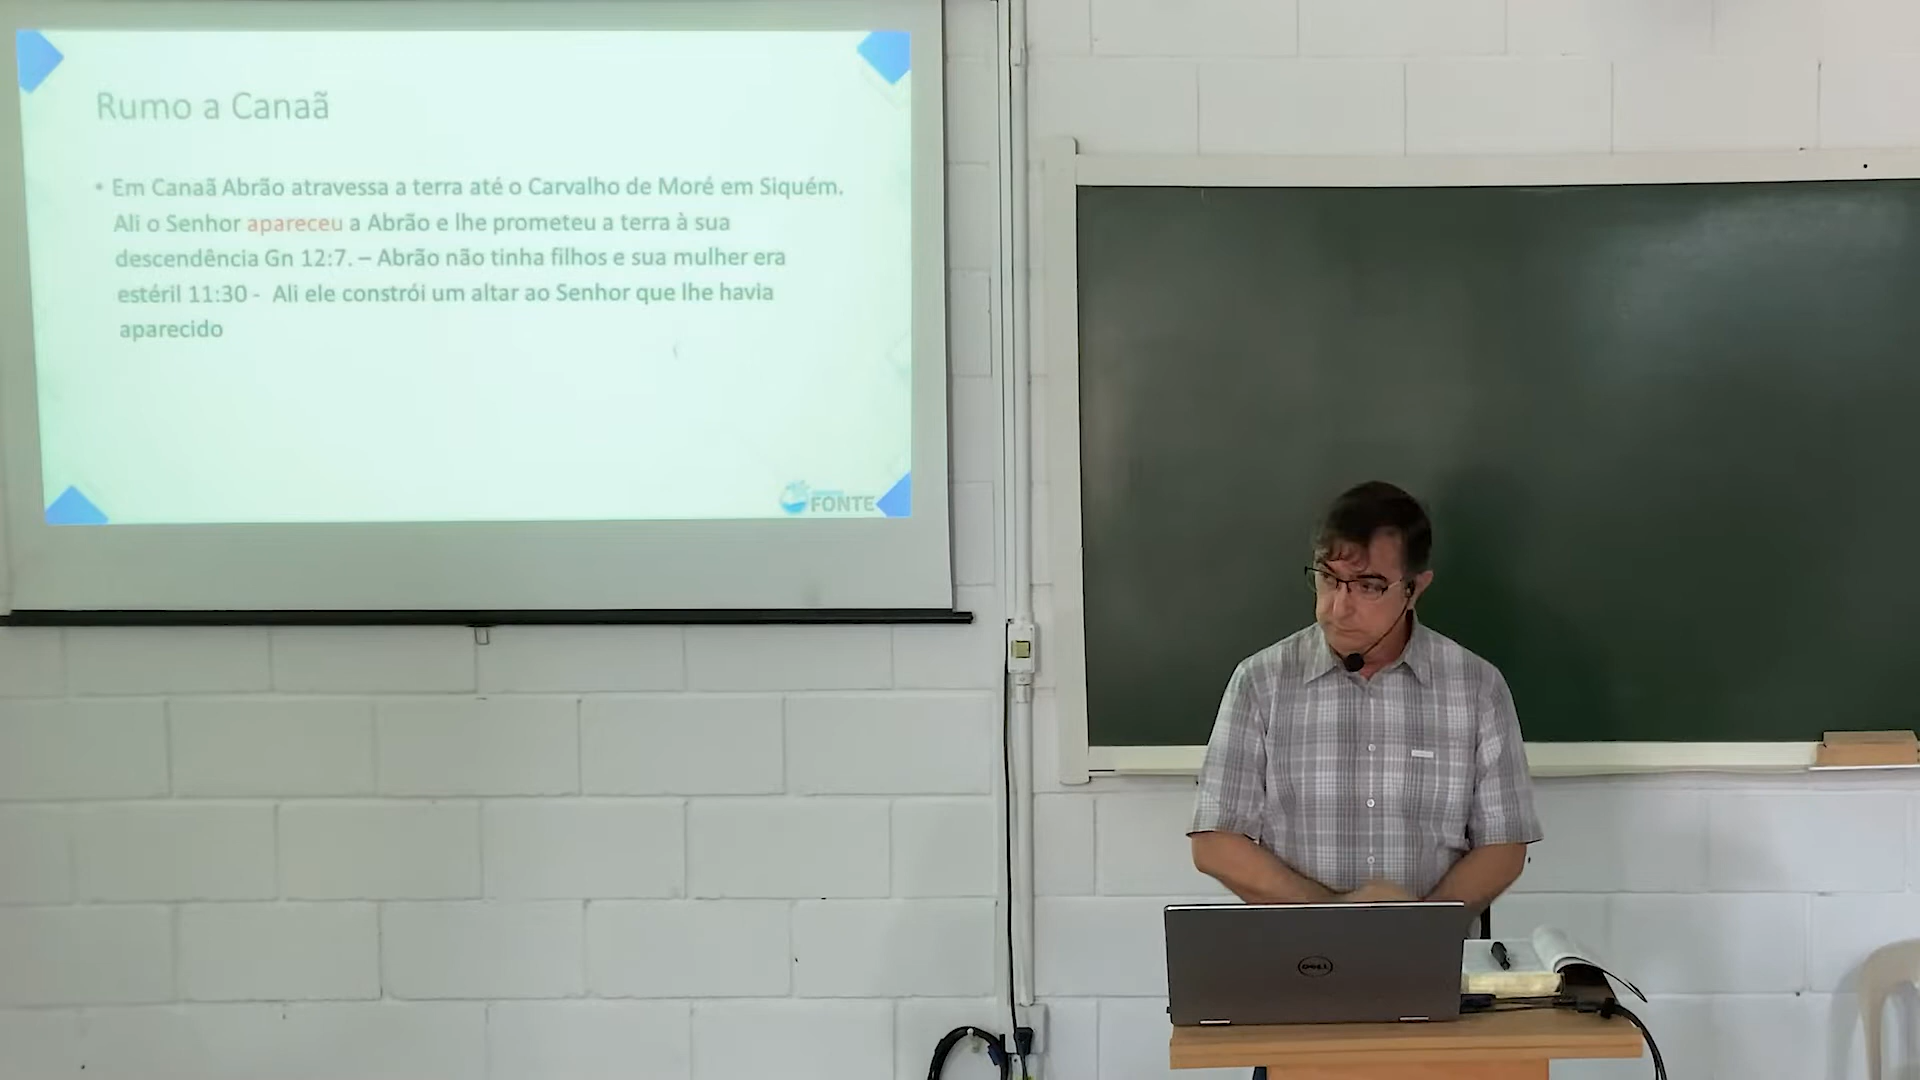 Rumo a Canaã
• Em Canaã Abrão atravessa a terra até o Carvalho de Moré em Siquém.
Ali o Senhor apareceu a Abrão e lhe prometeu a terra à sua
descendência Gn 12:7. – Abrão não tinha filhos e sua mulher era
estéril 11:30 - Ali ele constrói um altar ao Senhor que lhe havia
aparecido
FONTE
DELL